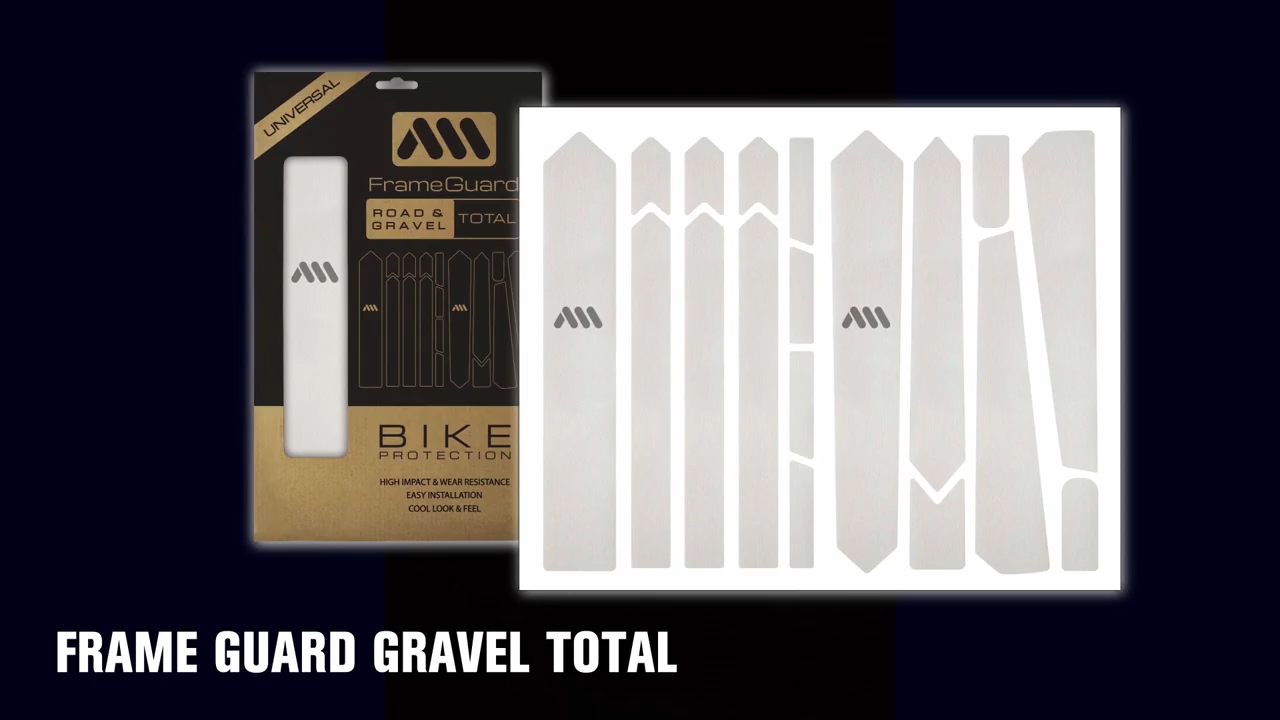 UNIVERSAL
FrameGuard
ROAD &
GRAVEL
TOTAL
BIKE
PROTECTION
HIGH IMPACT & WEAR RESISTANCE
EASY INSTALLATION
COOL LOOK & FEEL
FRAME GUARD GRAVEL TOTAL